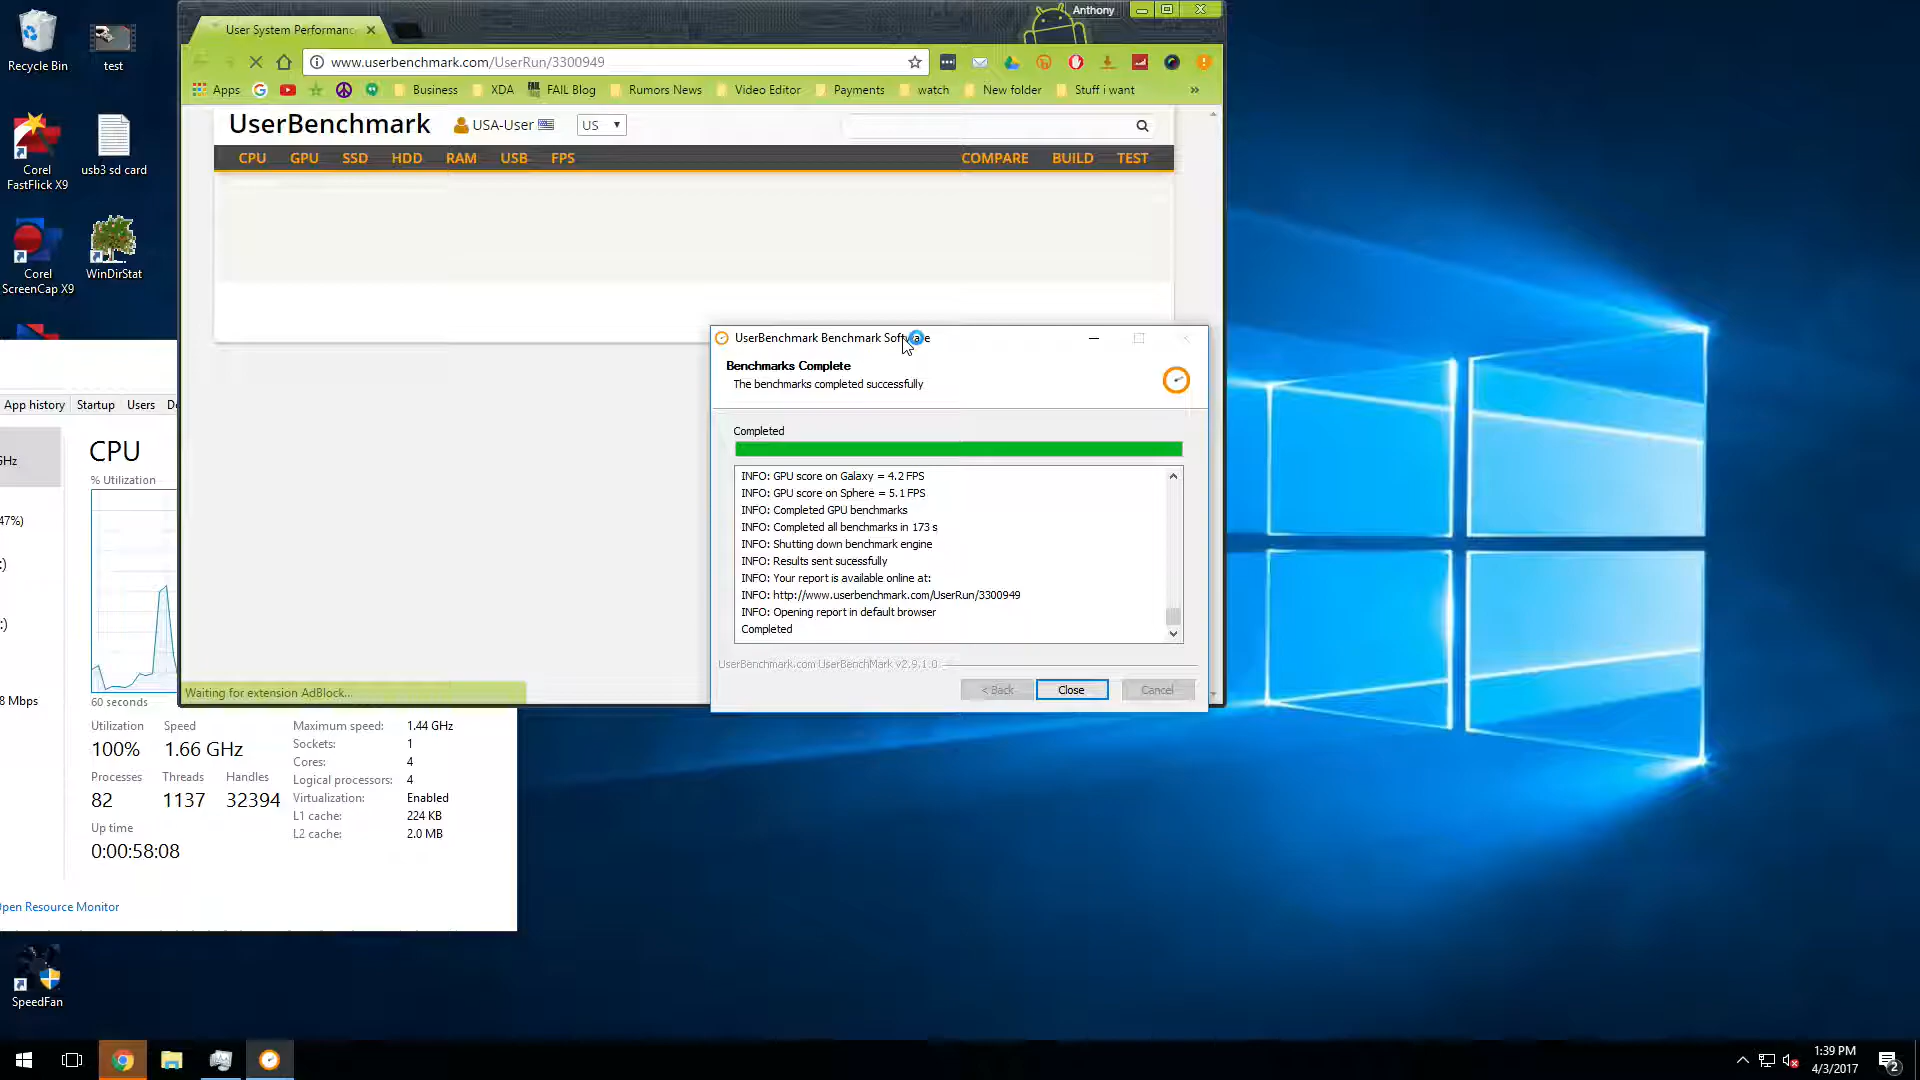 Recycle Bin
test
Corel
FastFlick X9
usb3 sd card
Corel
ScreenCap X9
WinDirStat
Anthony
User System Performanc
www.userbenchmark.com/UserRun/3300949
Apps
Business
XDA
FAIL Blog
Rumors News
Video Editor
Payments
watch
New folder
Stuff i want
»
UserBenchmark
USA-User
US
CPU GPU SSD HDD RAM USB FPS
COMPARE BUILD TEST
UserBenchmark Benchmark Software
Benchmarks Complete
The benchmarks completed successfully
Completed
INFO: GPU score on Galaxy = 4.2 FPS
INFO: GPU score on Sphere = 5.1 FPS
INFO: Completed GPU benchmarks
INFO: Completed all benchmarks in 173 s
INFO: Shutting down benchmark engine
INFO: Results sent sucessfully
INFO: Your report is available online at:
INFO: http://www.userbenchmark.com/UserRun/3300949
INFO: Opening report in default browser
Completed
UserBenchmark.com UserBenchMark v2.9.1.0
< Back
Close
Cancel
Waiting for extension AdBlock...
App history Startup Users D
GHz
47%)
:)
:)
8 Mbps
CPU
% Utilization
60 seconds
Utilization Speed
100% 1.66 GHz
Processes Threads Handles
82 1137 32394
Up time
0:00:58:08
Maximum speed: 1.44 GHz
Sockets: 1
Cores: 4
Logical processors: 4
Virtualization: Enabled
L1 cache: 224 KB
L2 cache: 2.0 MB
Open Resource Monitor
SpeedFan
1:39 PM
4/3/2017
2